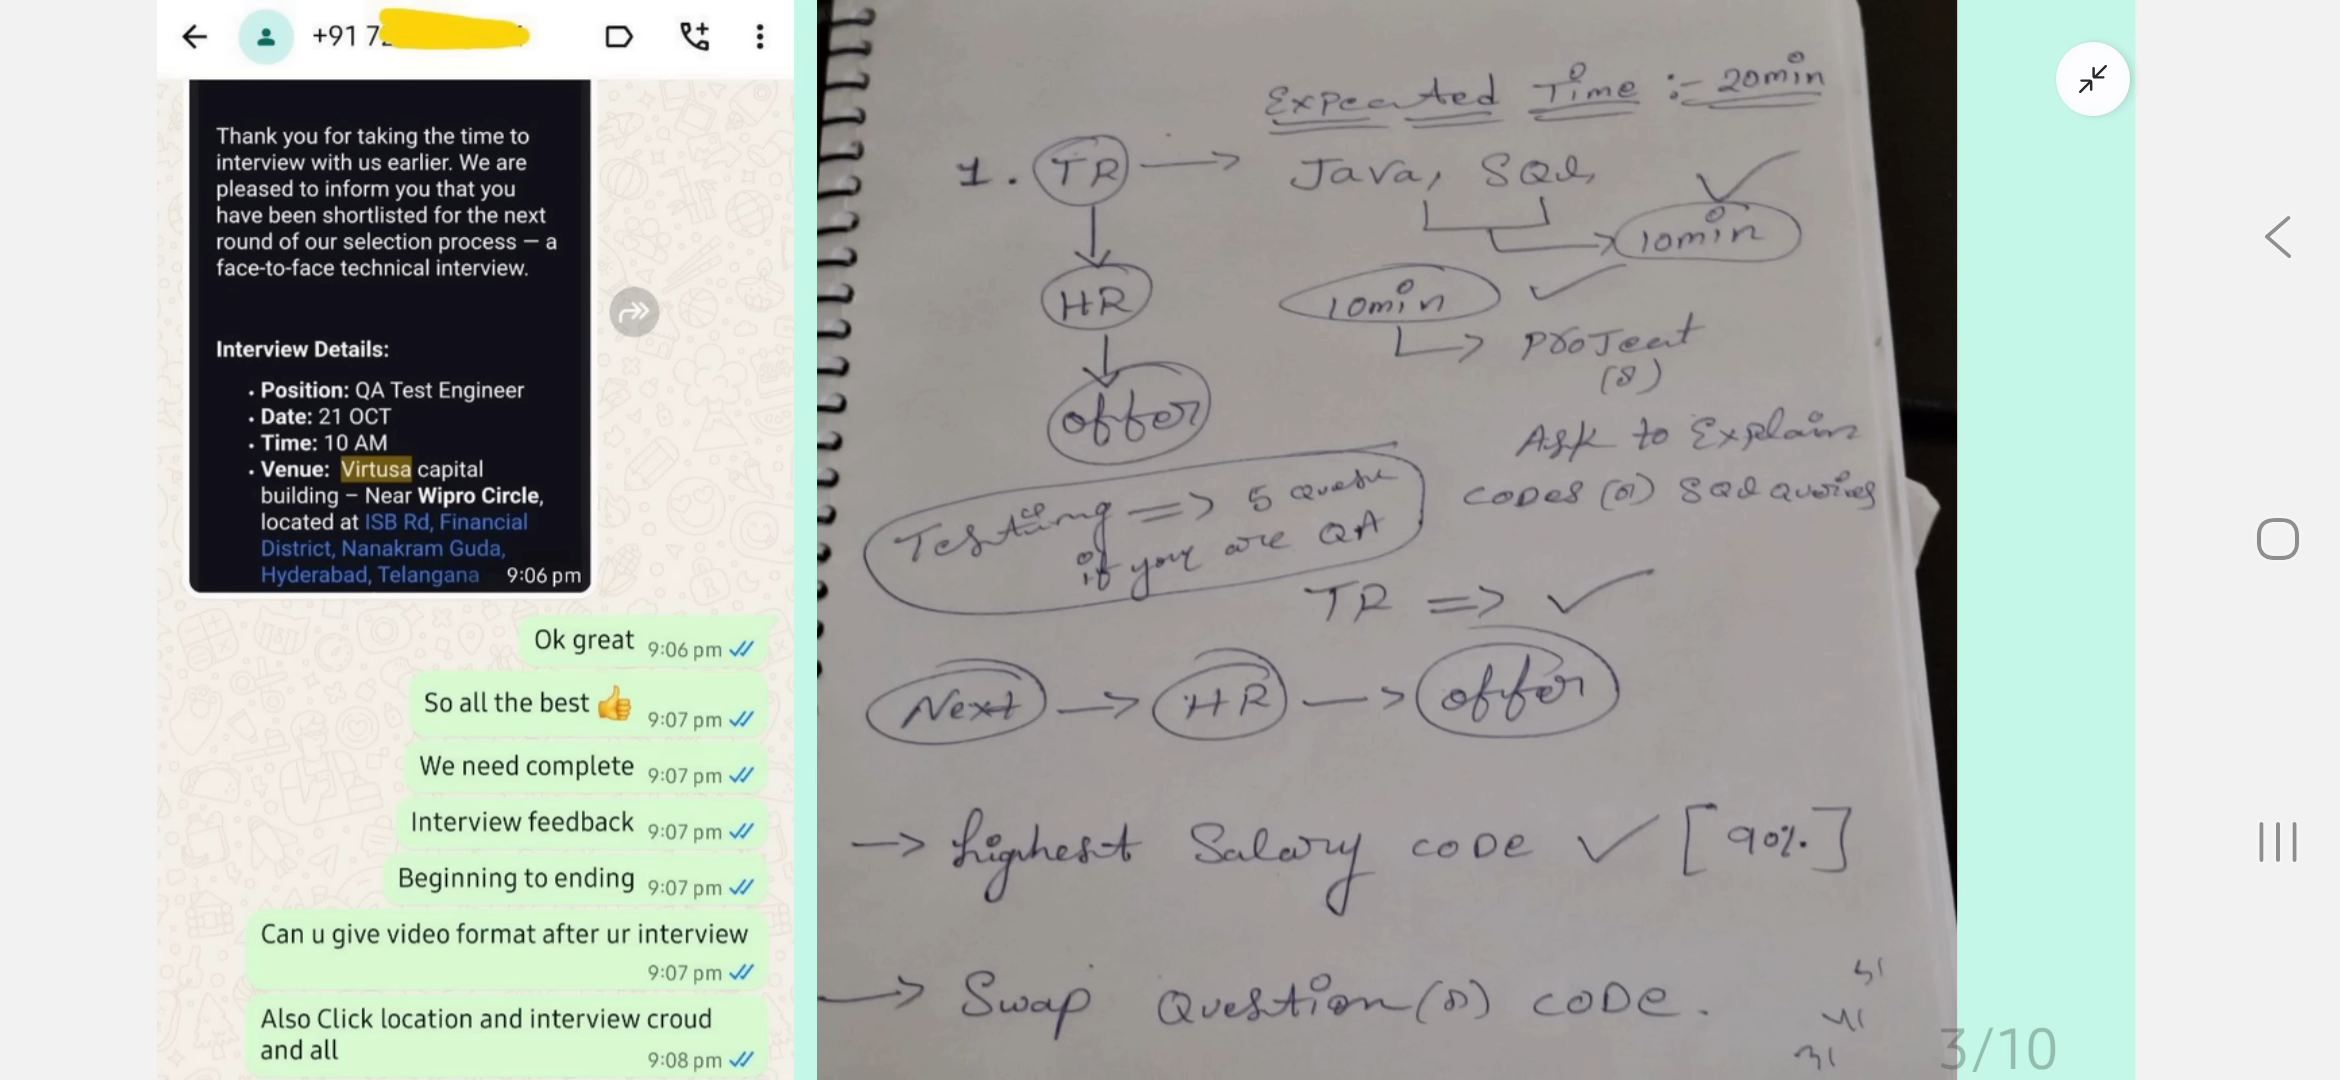 +91 7
Thank you for taking the time to
interview with us earlier. We are
pleased to inform you that you
have been shortlisted for the next
round of our selection process – a
face-to-face technical interview.
Interview Details:
• Position: QA Test Engineer
• Date: 21 OCT
• Time: 10 AM
• Venue: Virtusa capital
building – Near Wipro Circle,
located at ISB Rd, Financial
District, Nanakram Guda,
Hyderabad, Telangana 9:06 pm
Ok great 9:06 pm
So all the best 👍 9:07 pm
We need complete 9:07 pm
Interview feedback 9:07 pm
Beginning to ending 9:07 pm
Can u give video format after ur interview
9:07 pm
Also Click location and interview croud
and all 9:08 pm
Expected Time :- 20min
1. TR → Java, SQL,
10min
HR 10min
→ Project
(s)
offer
Ask to Explain
codes (or) SQL queries
Testing => 5
if your are QA
TR => ✓
Next → HR → offer
→ highest Salary code ✓ [90%]
→ Swap Question(s) code.
3/10